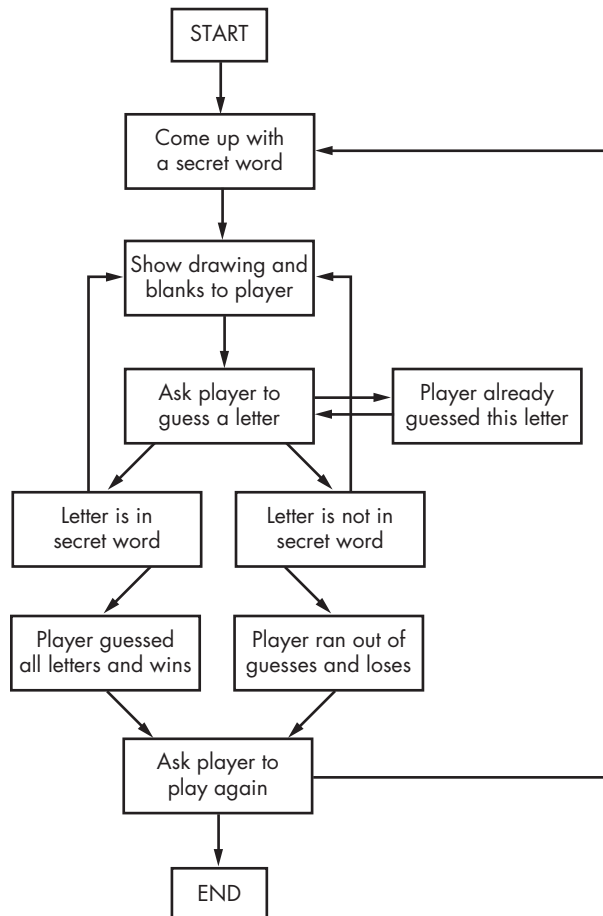 START
Come up with
a secret word
Show drawing and
blanks to player
Ask player to
guess a letter
Player already
guessed this letter
Letter is in
secret word
Letter is not in
secret word
Player guessed
all letters and wins
Player ran out of
guesses and loses
Ask player to
play again
END